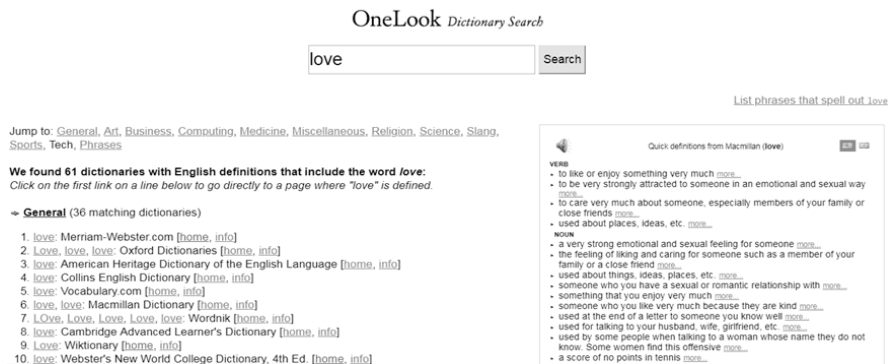 OneLook Dictionary Search
love Search
List phrases that spell out love
Jump to: General, Art, Business, Computing, Medicine, Miscellaneous, Religion, Science, Slang,
Sports, Tech, Phrases
We found 61 dictionaries with English definitions that include the word love:
Click on the first link on a line below to go directly to a page where "love" is defined.
General (36 matching dictionaries)
1. love: Merriam-Webster.com [home, info]
2. Love, love, love: Oxford Dictionaries [home, info]
3. love: American Heritage Dictionary of the English Language [home, info]
4. love: Collins English Dictionary [home, info]
5. love: Vocabulary.com [home, info]
6. love, love: Macmillan Dictionary [home, info]
7. LOve, Love, Love, Love, love: Wordnik [home, info]
8. love: Cambridge Advanced Learner's Dictionary [home, info]
9. Love: Wiktionary [home, info]
10. love: Webster's New World College Dictionary, 4th Ed. [home, info]
Quick definitions from Macmillan (love)
VERB
• to like or enjoy something very much more...
• to be very strongly attracted to someone in an emotional and sexual way
more...
• to care very much about someone, especially members of your family or
close friends more...
• used about places, ideas, etc. more...
NOUN
• a very strong emotional and sexual feeling for someone more...
• the feeling of liking and caring for someone such as a member of your
family or a close friend more...
• used about things, ideas, places, etc. more...
• someone who you have a sexual or romantic relationship with more...
• something that you enjoy very much more...
• someone who you like very much because they are kind more...
• used at the end of a letter to someone you know well more...
• used for talking to your husband, wife, girlfriend, etc. more...
• used by some people when talking to a woman whose name they do not
know. Some women find this offensive more...
• a score of no points in tennis more...